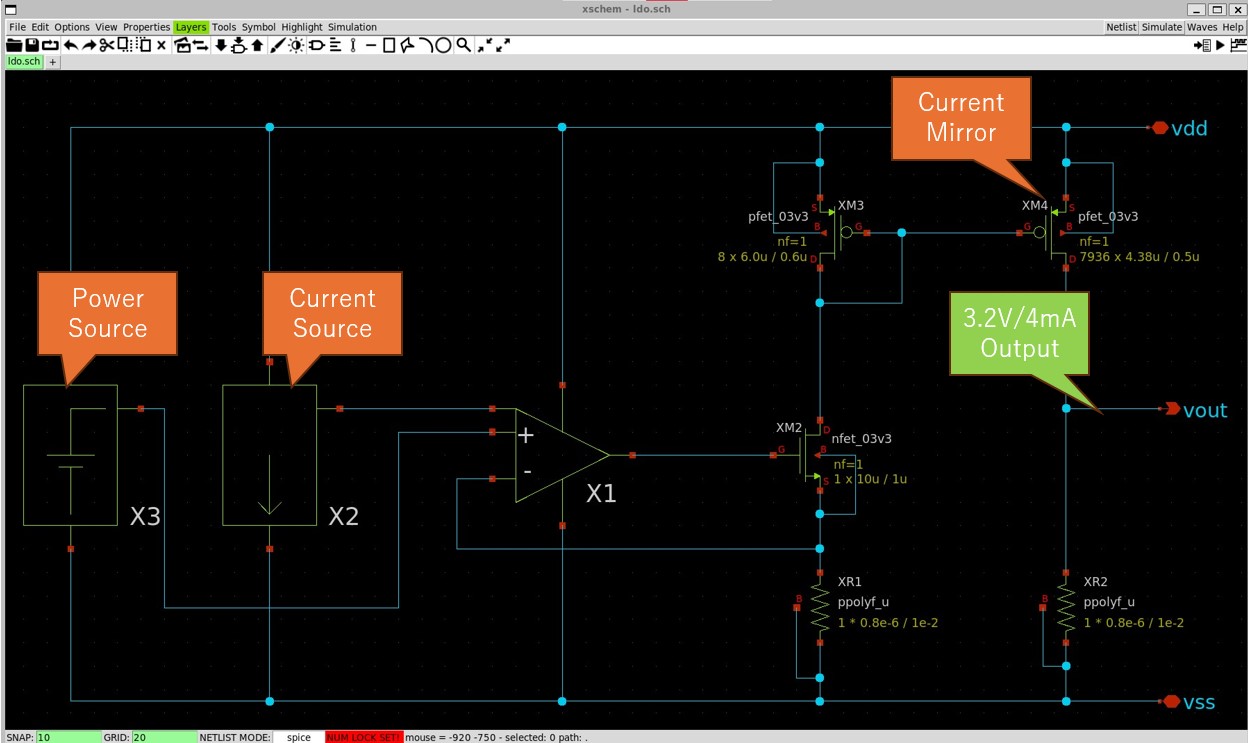 xschem - ldo.sch
File Edit Options View Properties Layers Tools Symbol Highlight Simulation Netlist Simulate Waves Help
ldo.sch +
Current
Mirror
vdd
S XM3 XM4 S
pfet_03v3 B G G B pfet_03v3
nf=1 nf=1
8 x 6.0u / 0.6u D D 7936 x 4.38u / 0.5u
Power
Source
Current
Source
3.2V/4mA
Output
vout
XM2 D nfet_03v3
G B
nf=1
S 1 x 10u / 1u
+
-
X1
X3
X2
XR1
B ppolyf_u
1 * 0.8e-6 / 1e-2
XR2
B ppolyf_u
1 * 0.8e-6 / 1e-2
vss
SNAP: 10 GRID: 20 NETLIST MODE: spice NUM LOCK SET! mouse = -920 -750 - selected: 0 path: .